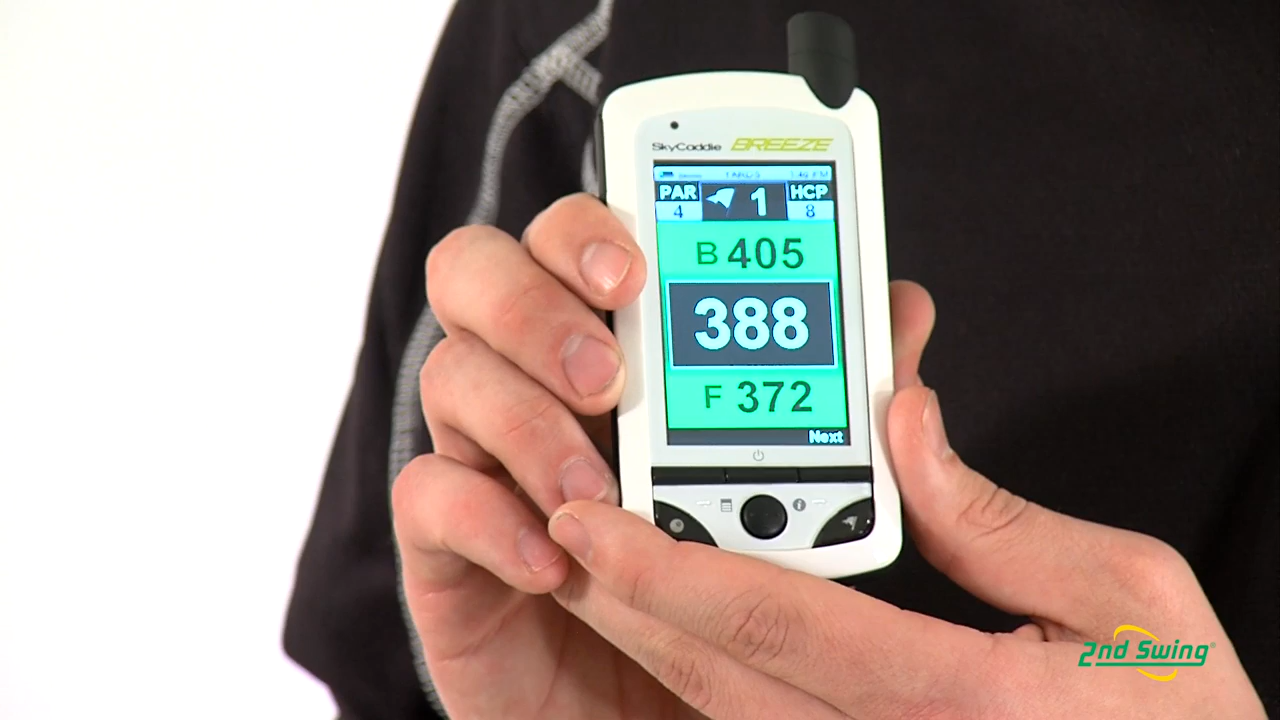 SkyCaddie BREEZE
PAR 1 HCP
4 8
B 405
388
F 372
Next
2nd Swing®